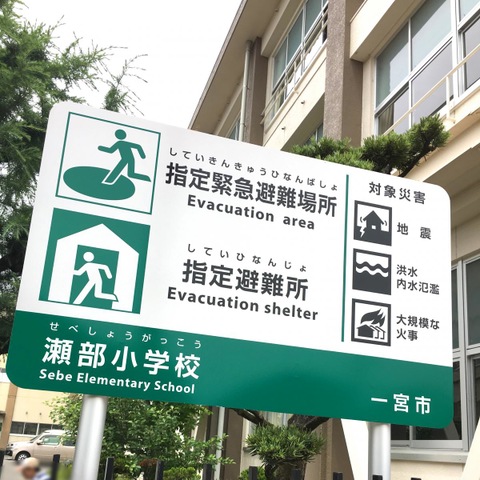 していきんきゅうひなんばしょ
指定緊急避難場所
Evacuation area
していひなんじょ
指定避難所
Evacuation shelter
対象災害
地震
洪水
内水氾濫
大規模な
火事
せべしょうがっこう
瀬部小学校
Sebe Elementary School
一宮市